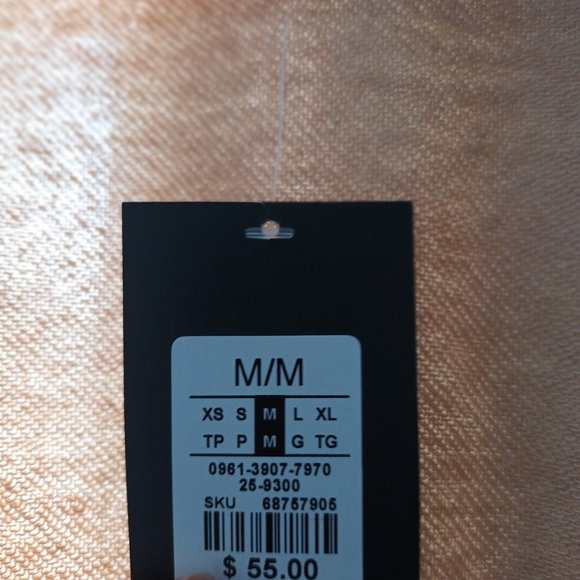 M/M
XS S M L XL
TP P M G TG
0961-3907-7970
25-9300
SKU 68757905
$ 55.00